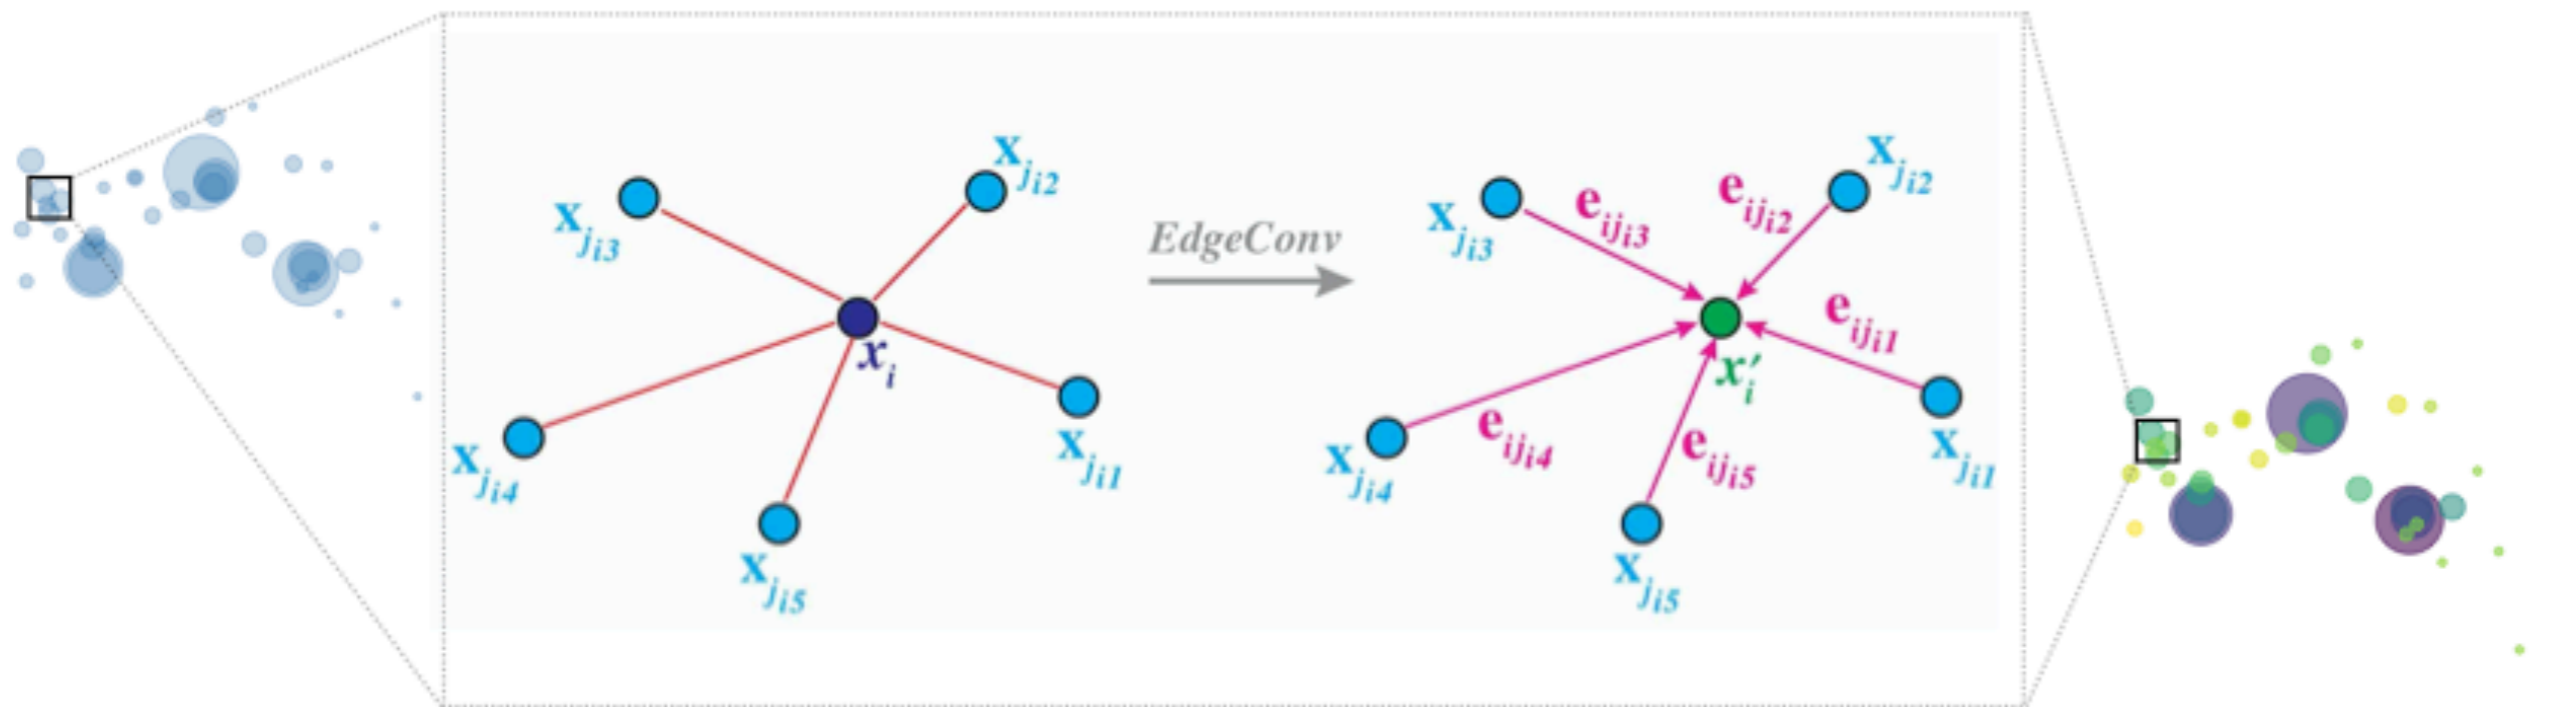 x_{j_{i3}}
x_{j_{i2}}
x_i
x_{j_{i4}}
x_{j_{i5}}
x_{j_{i1}}
EdgeConv
x_{j_{i3}}
e_{ij_{i3}}
e_{ij_{i2}}
x_{j_{i2}}
e_{ij_{i1}}
x'_i
x_{j_{i4}}
e_{ij_{i4}}
e_{ij_{i5}}
x_{j_{i5}}
x_{j_{i1}}